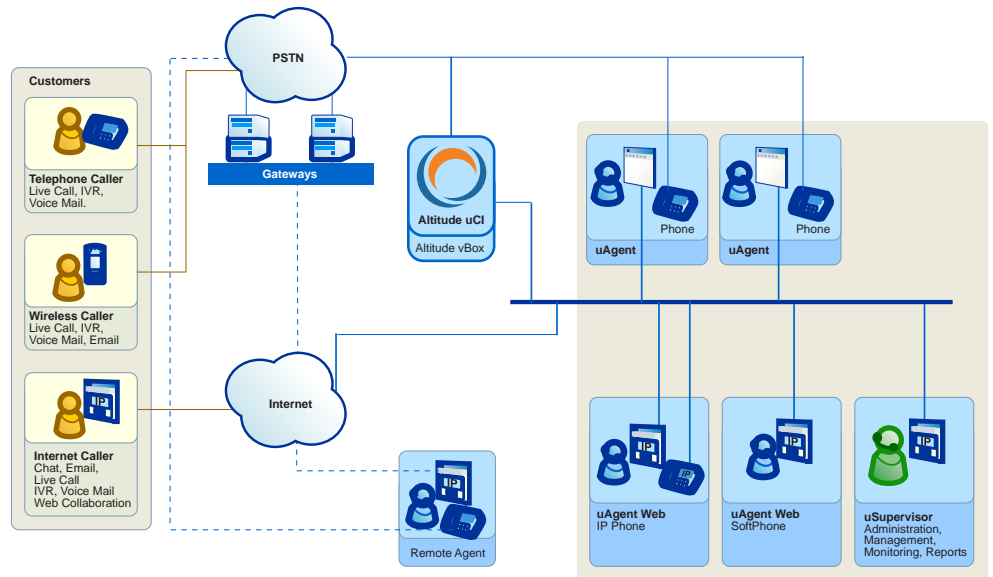 PSTN
Customers
Telephone Caller
Live Call, IVR,
Voice Mail.
Wireless Caller
Live Call, IVR,
Voice Mail, Email
IP
Internet Caller
Chat, Email,
Live Call
IVR, Voice Mail
Web Collaboration
Gateways
Altitude uCI
Altitude vBox
Internet
IP
Remote Agent
Phone
uAgent
Phone
uAgent
IP
IP
uAgent Web
IP Phone
IP
uAgent Web
SoftPhone
IP
uSupervisor
Administration,
Management,
Monitoring, Reports